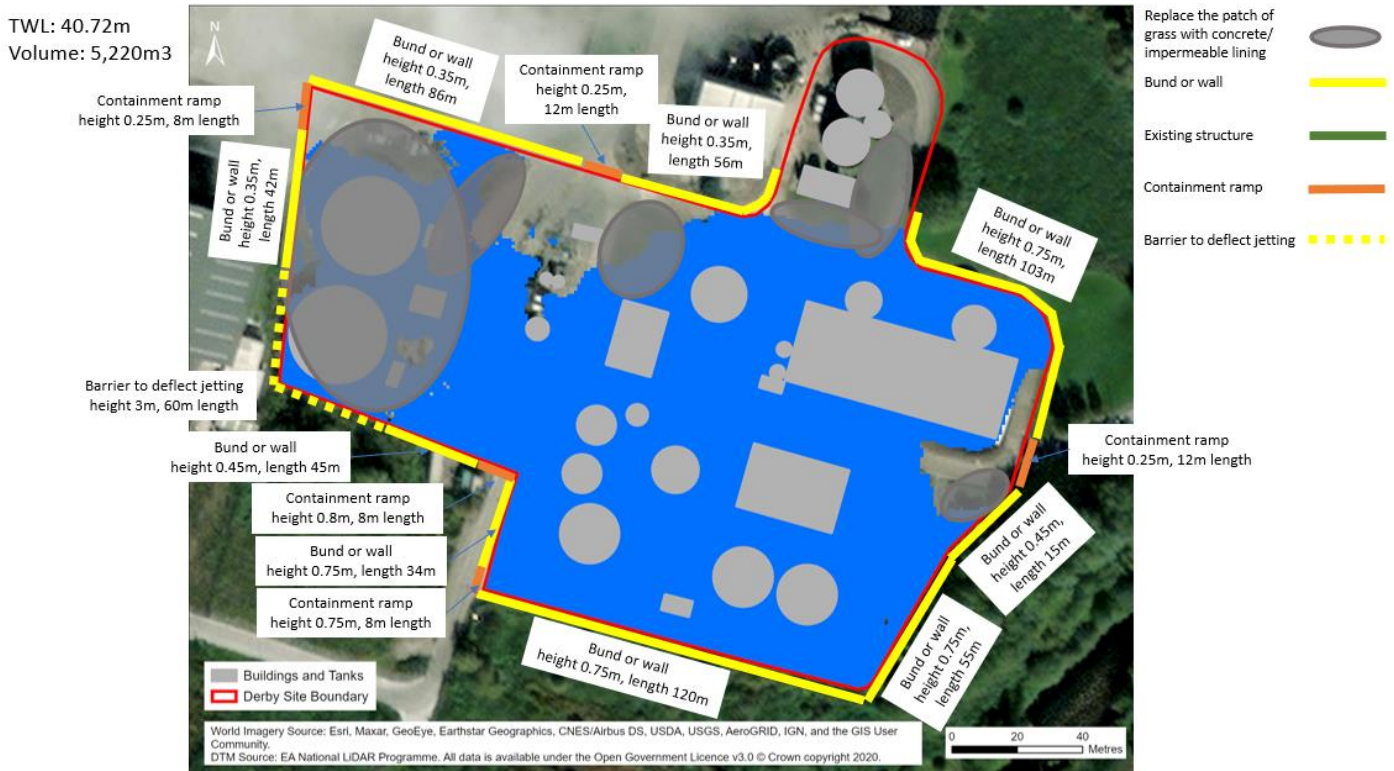 TWL: 40.72m
Volume: 5,220m3
N
Bund or wall
height 0.35m,
length 86m
Containment ramp
height 0.25m,
12m length
Bund or wall
height 0.35m,
length 56m
Containment ramp
height 0.25m, 8m length
Bund or wall
height 0.35m,
length 42m
Bund or wall
height 0.75m,
length 103m
Barrier to deflect jetting
height 3m, 60m length
Bund or wall
height 0.45m, length 45m
Containment ramp
height 0.8m, 8m length
Bund or wall
height 0.75m, length 34m
Containment ramp
height 0.75m, 8m length
Bund or wall
height 0.75m, length 120m
Bund or wall
height 0.75m,
length 55m
Bund or wall
height 0.45m,
length 15m
Containment ramp
height 0.25m, 12m length
Replace the patch of
grass with concrete/
impermeable lining
Bund or wall
Existing structure
Containment ramp
Barrier to deflect jetting
Buildings and Tanks
Derby Site Boundary
World Imagery Source: Esri, Maxar, GeoEye, Earthstar Geographics, CNES/Airbus DS, USDA, USGS, AeroGRID, IGN, and the GIS User
Community.
DTM Source: EA National LiDAR Programme. All data is available under the Open Government Licence v3.0 © Crown copyright 2020.
0 20 40
Metres